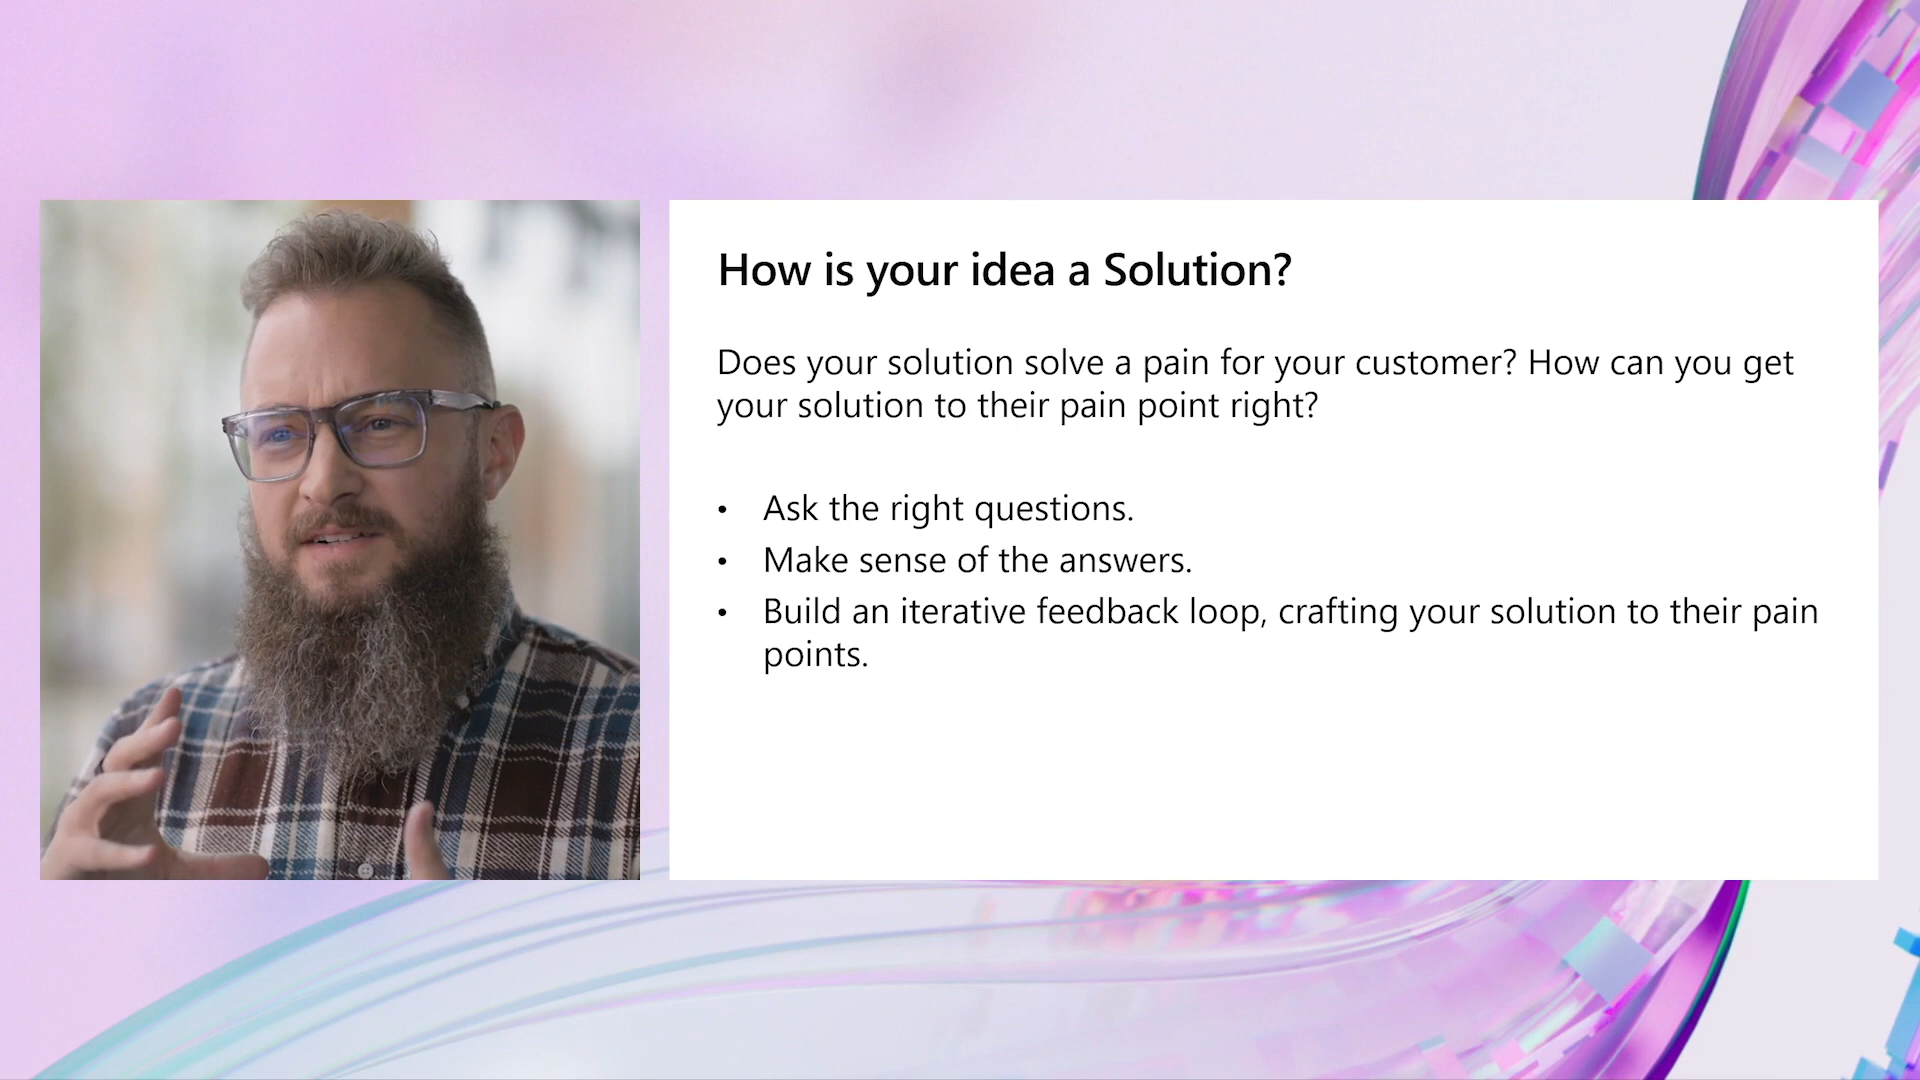 How is your idea a Solution?
Does your solution solve a pain for your customer? How can you get
your solution to their pain point right?
• Ask the right questions.
• Make sense of the answers.
• Build an iterative feedback loop, crafting your solution to their pain
points.